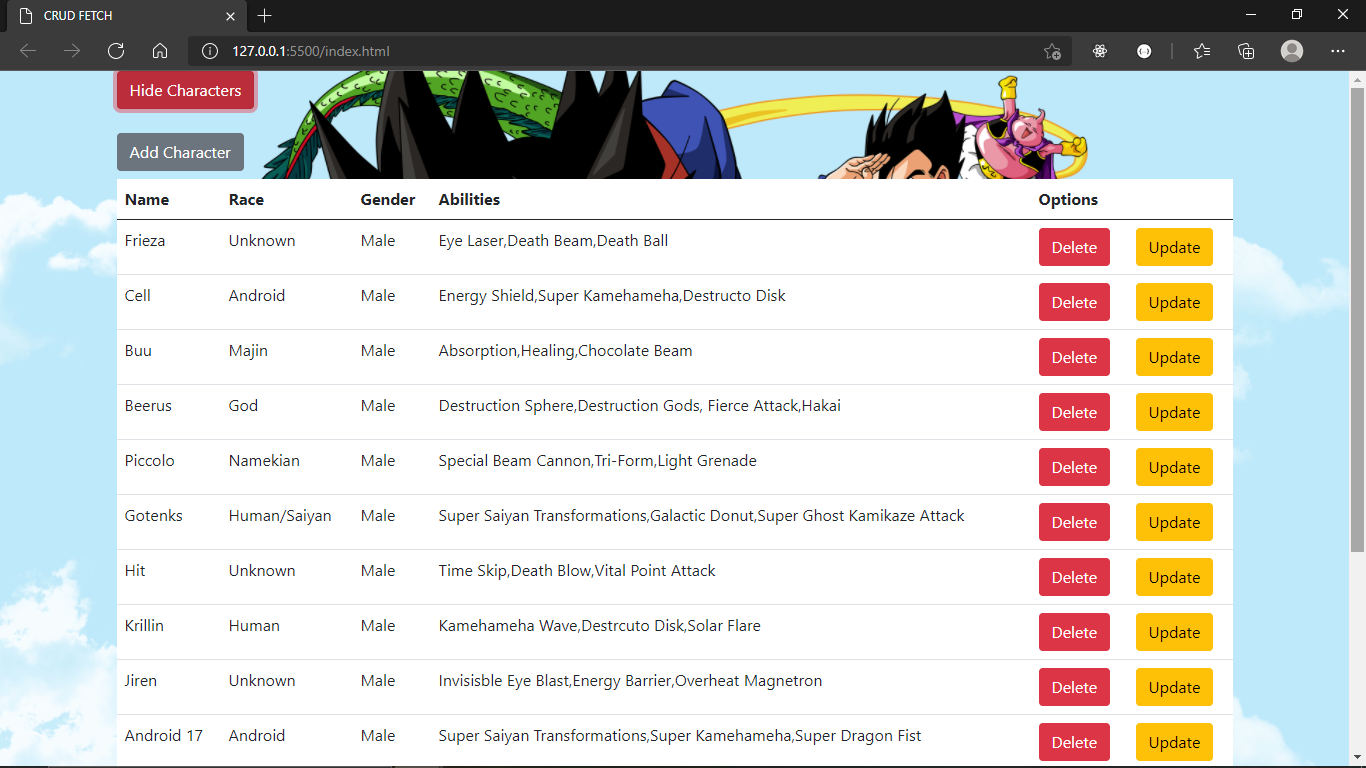 CRUD FETCH
127.0.0.1:5500/index.html
Hide Characters
Add Character
Name Race Gender Abilities Options
Frieza Unknown Male Eye Laser,Death Beam,Death Ball Delete Update
Cell Android Male Energy Shield,Super Kamehameha,Destructo Disk Delete Update
Buu Majin Male Absorption,Healing,Chocolate Beam Delete Update
Beerus God Male Destruction Sphere,Destruction Gods, Fierce Attack,Hakai Delete Update
Piccolo Namekian Male Special Beam Cannon,Tri-Form,Light Grenade Delete Update
Gotenks Human/Saiyan Male Super Saiyan Transformations,Galactic Donut,Super Ghost Kamikaze Attack Delete Update
Hit Unknown Male Time Skip,Death Blow,Vital Point Attack Delete Update
Krillin Human Male Kamehameha Wave,Destrcuto Disk,Solar Flare Delete Update
Jiren Unknown Male Invisisble Eye Blast,Energy Barrier,Overheat Magnetron Delete Update
Android 17 Android Male Super Saiyan Transformations,Super Kamehameha,Super Dragon Fist Delete Update